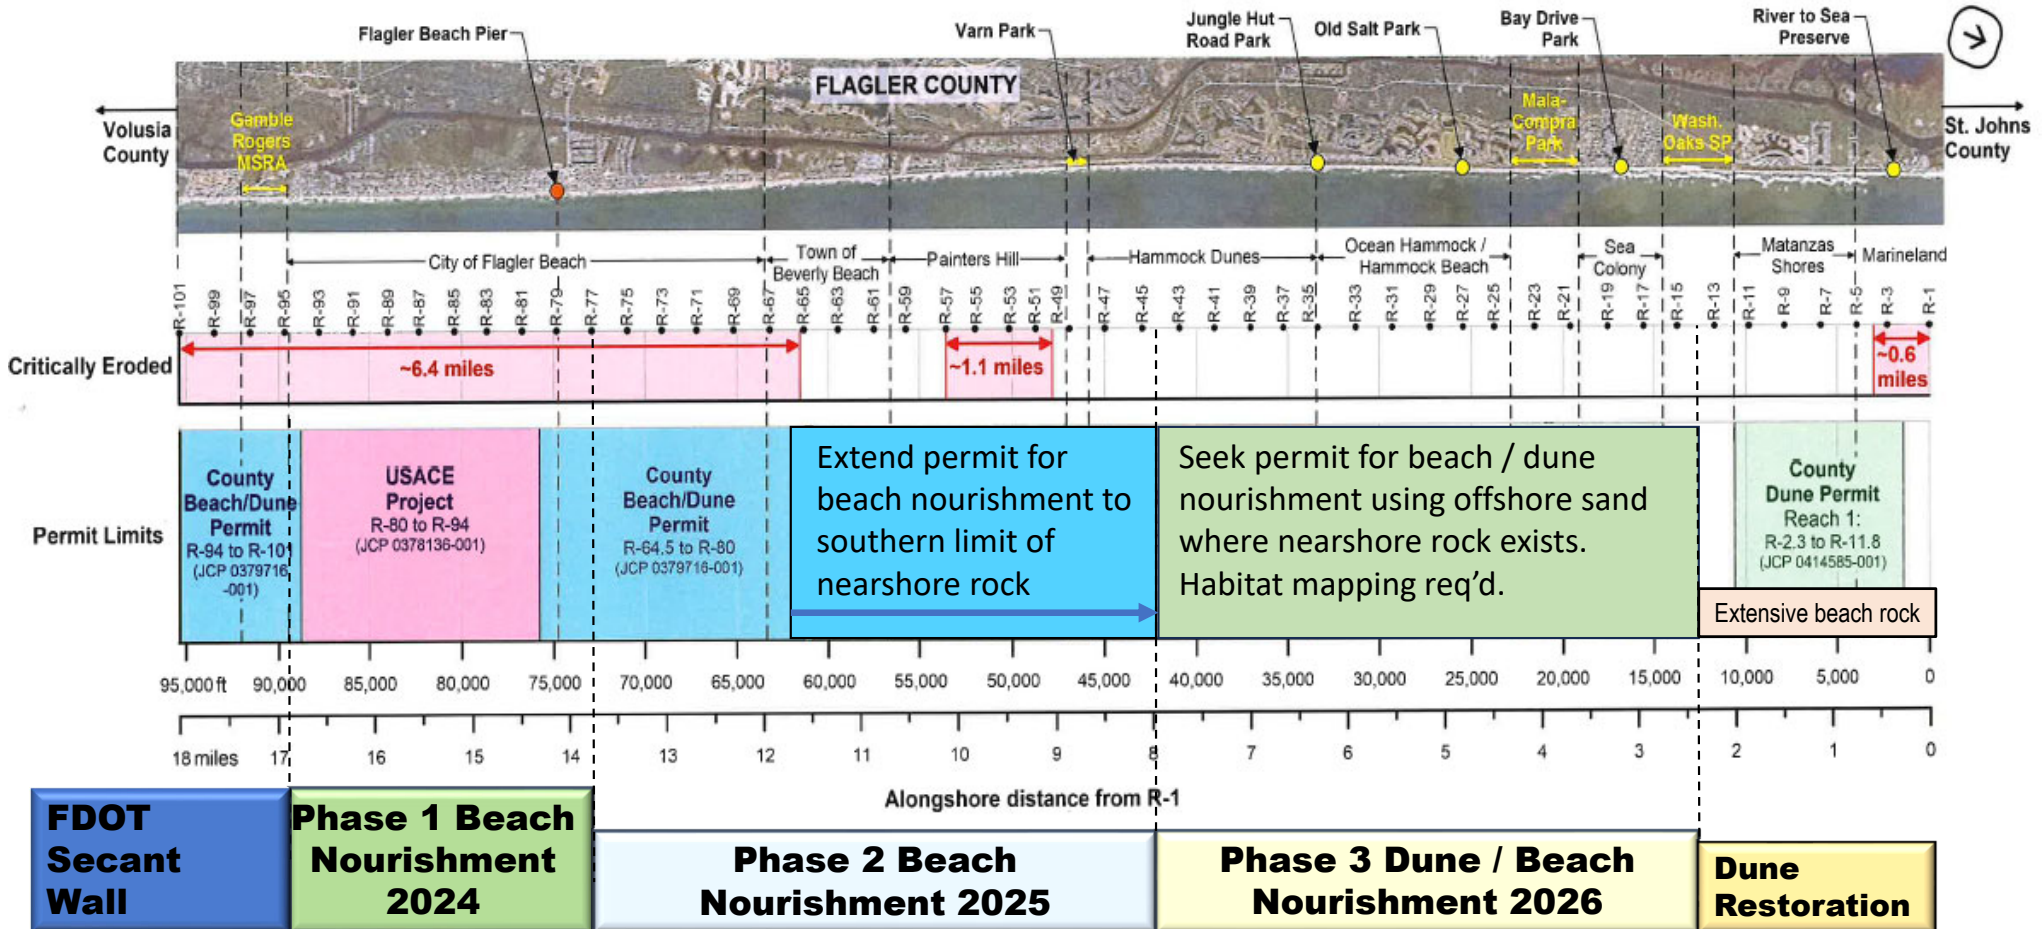 Flagler Beach Pier
Varn Park
Jungle Hut
Road Park
Old Salt Park
Bay Drive
Park
River to Sea
Preserve
FLAGLER COUNTY
Volusia
County
Gamble
Rogers
MSRA
Mala-
Compra
Park
Wash.
Oaks SP
St. Johns
County
City of Flagler Beach
Town of
Beverly Beach
Painters Hill
Hammock Dunes
Ocean Hammock /
Hammock Beach
Sea
Colony
Matanzas
Shores
Marineland
R-101
R-99
R-97
R-95
R-93
R-91
R-89
R-87
R-85
R-83
R-81
R-79
R-77
R-75
R-73
R-71
R-69
R-67
R-65
R-63
R-61
R-59
R-57
R-55
R-53
R-51
R-49
R-47
R-45
R-43
R-41
R-39
R-37
R-35
R-33
R-31
R-29
R-27
R-25
R-23
R-21
R-19
R-17
R-15
R-13
R-11
R-9
R-7
R-5
R-3
R-1
Critically Eroded
~6.4 miles
~1.1 miles
~0.6
miles
Permit Limits
County
Beach/Dune
Permit
R-94 to R-101
(JCP 0379716
-001)
USACE
Project
R-80 to R-94
(JCP 0378136-001)
County
Beach/Dune
Permit
R-64.5 to R-80
(JCP 0379716-001)
Extend permit for
beach nourishment to
southern limit of
nearshore rock
Seek permit for beach / dune
nourishment using offshore sand
where nearshore rock exists.
Habitat mapping req’d.
County
Dune Permit
Reach 1:
R-2.3 to R-11.8
(JCP 0414585-001)
Extensive beach rock
95,000 ft 90,000 85,000 80,000 75,000 70,000 65,000 60,000 55,000 50,000 45,000 40,000 35,000 30,000 25,000 20,000 15,000 10,000 5,000 0
18 miles 17 16 15 14 13 12 11 10 9 8 7 6 5 4 3 2 1 0
Alongshore distance from R-1
FDOT
Secant
Wall
Phase 1 Beach
Nourishment
2024
Phase 2 Beach
Nourishment 2025
Phase 3 Dune / Beach
Nourishment 2026
Dune
Restoration